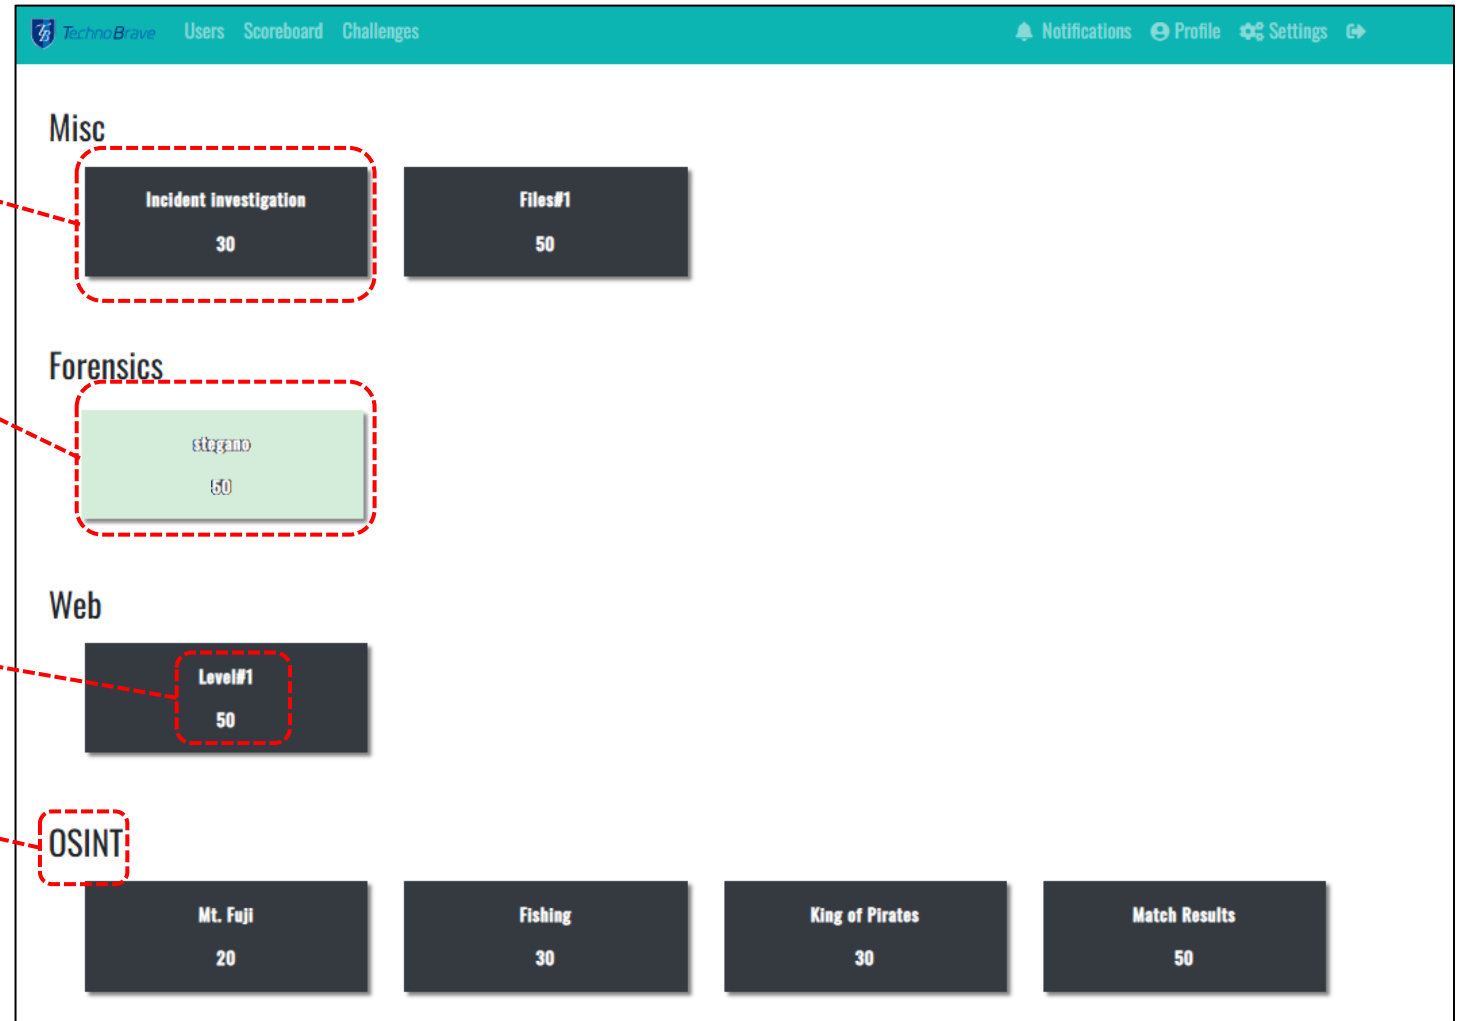 TB TechnoBrave Users Scoreboard Challenges Notifications Profile Settings
Misc
Incident investigation Files#1
30 50
Forensics
stegano
50
Web
Level#1
50
OSINT
Mt. Fuji Fishing King of Pirates Match Results
20 30 30 50